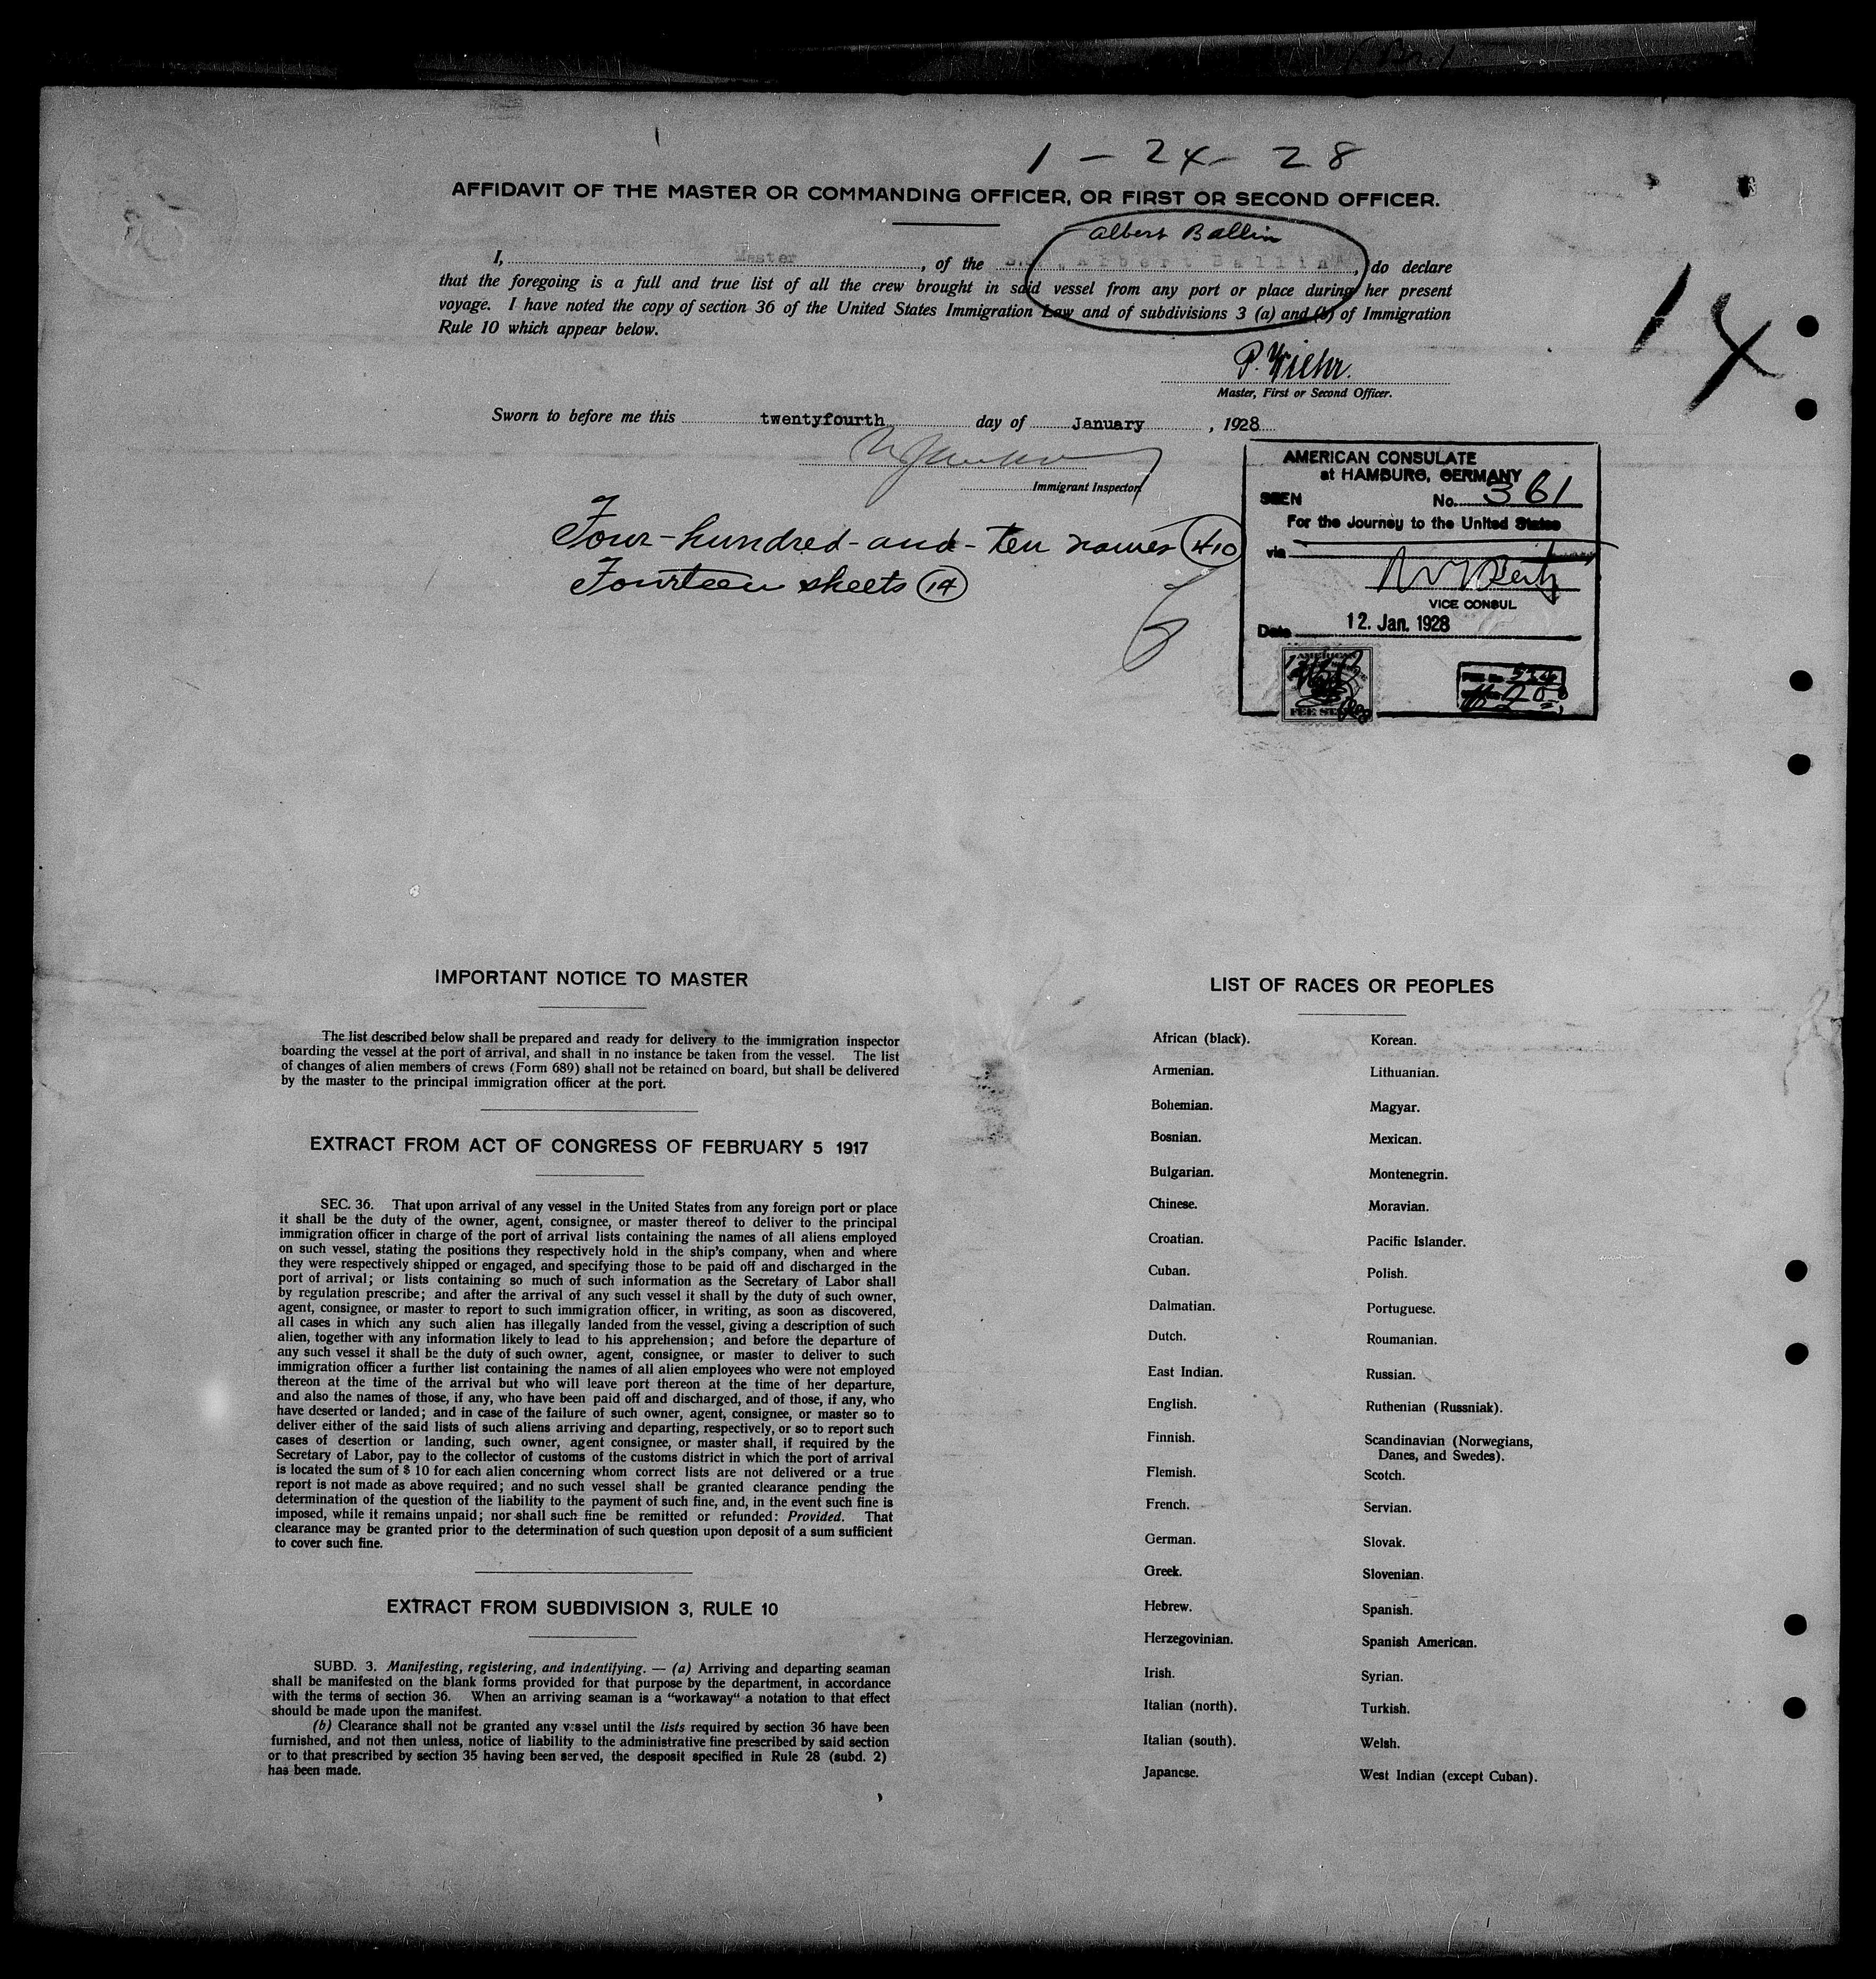 1 - 24 - 28
AFFIDAVIT OF THE MASTER OR COMMANDING OFFICER, OR FIRST OR SECOND OFFICER.
Albert Ballin
I, Master, of the S.S. "Albert Ballin", do declare
that the foregoing is a full and true list of all the crew brought in said vessel from any port or place during her present
voyage. I have noted the copy of section 36 of the United States Immigration Law and of subdivisions 3 (a) and (b) of Immigration
Rule 10 which appear below.
14
P. Wiehr.
Master, First or Second Officer.
Sworn to before me this twentyfourth day of January, 1928
Immigrant Inspector
Four-hundred-and-ten names 410
Fourteen sheets 14
AMERICAN CONSULATE
at HAMBURG, GERMANY
SEEN No. 361
For the Journey to the United States
via
VICE CONSUL
Date 12. Jan. 1928
IMPORTANT NOTICE TO MASTER
The list described below shall be prepared and ready for delivery to the immigration inspector
boarding the vessel at the port of arrival, and shall in no instance be taken from the vessel. The list
of changes of alien members of crews (Form 689) shall not be retained on board, but shall be delivered
by the master to the principal immigration officer at the port.
EXTRACT FROM ACT OF CONGRESS OF FEBRUARY 5 1917
SEC. 36. That upon arrival of any vessel in the United States from any foreign port or place
it shall be the duty of the owner, agent, consignee, or master thereof to deliver to the principal
immigration officer in charge of the port of arrival lists containing the names of all aliens employed
on such vessel, stating the positions they respectively hold in the ship's company, when and where
they were respectively shipped or engaged, and specifying those to be paid off and discharged in the
port of arrival; or lists containing so much of such information as the Secretary of Labor shall
by regulation prescribe; and after the arrival of any such vessel it shall by the duty of such owner,
agent, consignee, or master to report to such immigration officer, in writing, as soon as discovered,
all cases in which any such alien has illegally landed from the vessel, giving a description of such
alien, together with any information likely to lead to his apprehension; and before the departure of
any such vessel it shall be the duty of such owner, agent, consignee, or master to deliver to such
immigration officer a further list containing the names of all alien employees who were not employed
thereon at the time of the arrival but who will leave port thereon at the time of her departure,
and also the names of those, if any, who have been paid off and discharged, and of those, if any, who
have deserted or landed; and in case of the failure of such owner, agent, consignee, or master so to
deliver either of the said lists of such aliens arriving and departing, respectively, or so to report such
cases of desertion or landing, such owner, agent consignee, or master shall, if required by the
Secretary of Labor, pay to the collector of customs of the customs district in which the port of arrival
is located the sum of $ 10 for each alien concerning whom correct lists are not delivered or a true
report is not made as above required; and no such vessel shall be granted clearance pending the
determination of the question of the liability to the payment of such fine, and, in the event such fine is
imposed, while it remains unpaid; nor shall such fine be remitted or refunded: Provided. That
clearance may be granted prior to the determination of such question upon deposit of a sum sufficient
to cover such fine.
EXTRACT FROM SUBDIVISION 3, RULE 10
SUBD. 3. Manifesting, registering, and indentifying. — (a) Arriving and departing seaman
shall be manifested on the blank forms provided for that purpose by the department, in accordance
with the terms of section 36. When an arriving seaman is a "workaway" a notation to that effect
should be made upon the manifest.
(b) Clearance shall not be granted any vessel until the lists required by section 36 have been
furnished, and not then unless, notice of liability to the administrative fine prescribed by said section
or to that prescribed by section 35 having been served, the desposit specified in Rule 28 (subd. 2)
has been made.
LIST OF RACES OR PEOPLES
African (black).
Armenian.
Bohemian.
Bosnian.
Bulgarian.
Chinese.
Croatian.
Cuban.
Dalmatian.
Dutch.
East Indian.
English.
Finnish.
Flemish.
French.
German.
Greek.
Hebrew.
Herzegovinian.
Irish.
Italian (north).
Italian (south).
Japanese.
Korean.
Lithuanian.
Magyar.
Mexican.
Montenegrin.
Moravian.
Pacific Islander.
Polish.
Portuguese.
Roumanian.
Russian.
Ruthenian (Russniak).
Scandinavian (Norwegians,
Danes, and Swedes).
Scotch.
Servian.
Slovak.
Slovenian.
Spanish.
Spanish American.
Syrian.
Turkish.
Welsh.
West Indian (except Cuban).